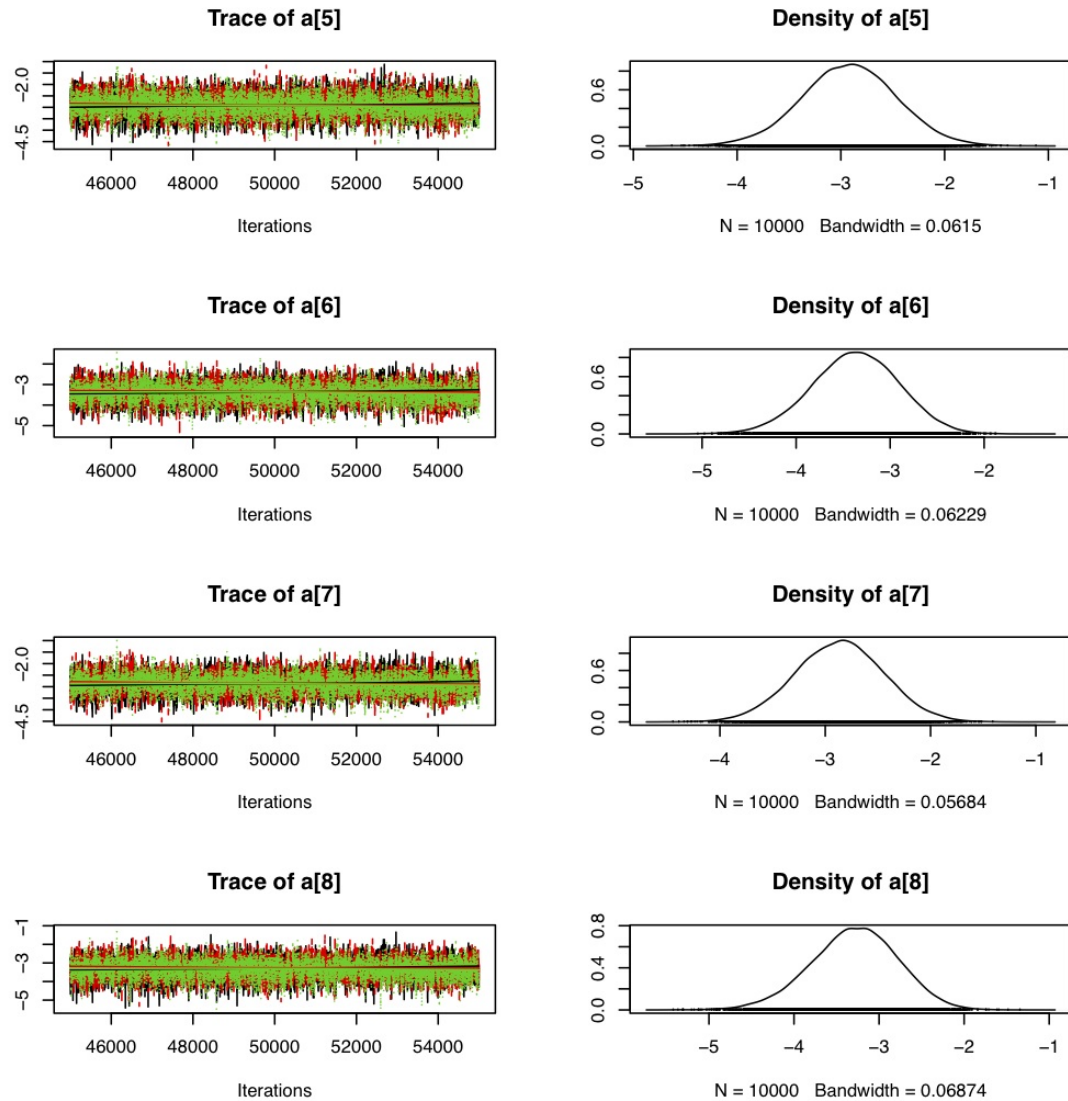 Trace of a[5]
−4.5 −2.0
46000 48000 50000 52000 54000
Iterations
Density of a[5]
0.0 0.6
−5 −4 −3 −2 −1
N = 10000 Bandwidth = 0.0615
Trace of a[6]
−5 −3
46000 48000 50000 52000 54000
Iterations
Density of a[6]
0.0 0.6
−5 −4 −3 −2
N = 10000 Bandwidth = 0.06229
Trace of a[7]
−4.5 −2.0
46000 48000 50000 52000 54000
Iterations
Density of a[7]
0.0 0.6
−4 −3 −2 −1
N = 10000 Bandwidth = 0.05684
Trace of a[8]
−5 −3 −1
46000 48000 50000 52000 54000
Iterations
Density of a[8]
0.0 0.4 0.8
−5 −4 −3 −2 −1
N = 10000 Bandwidth = 0.06874